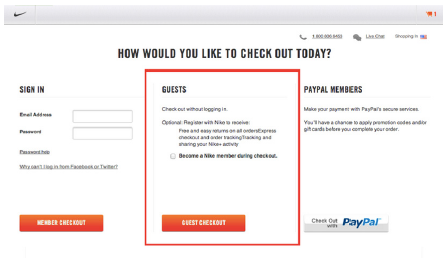 1
1 800 806 6453 Live Chat Shopping in
HOW WOULD YOU LIKE TO CHECK OUT TODAY?
SIGN IN
Email Address
Password
Password help
Why can't I log in from Facebook or Twitter?
MEMBER CHECKOUT
GUESTS
Check out without logging in.
Optional: Register with Nike to receive:
Free and easy returns on all ordersExpress
checkout and order trackingTracking and
sharing your Nike+ activity
Become a Nike member during checkout.
GUEST CHECKOUT
PAYPAL MEMBERS
Make your payment with PayPal's secure services.
You'll have a chance to apply promotion codes and/or
gift cards before you complete your order.
Check Out
with PayPal